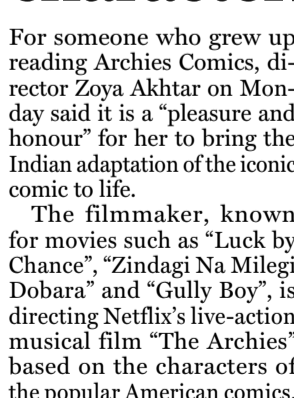 For someone who grew up
reading Archies Comics, di-
rector Zoya Akhtar on Mon-
day said it is a “pleasure and
honour” for her to bring the
Indian adaptation of the iconic
comic to life.
The filmmaker, known
for movies such as “Luck by
Chance”, “Zindagi Na Milegi
Dobara” and “Gully Boy”, is
directing Netflix’s live-action
musical film “The Archies”
based on the characters of
the popular American comics.